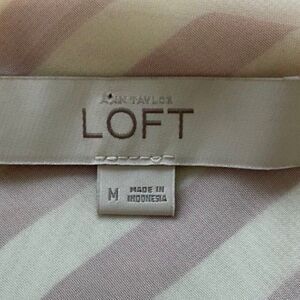 ANN TAYLOR
LOFT
M
MADE IN
INDONESIA